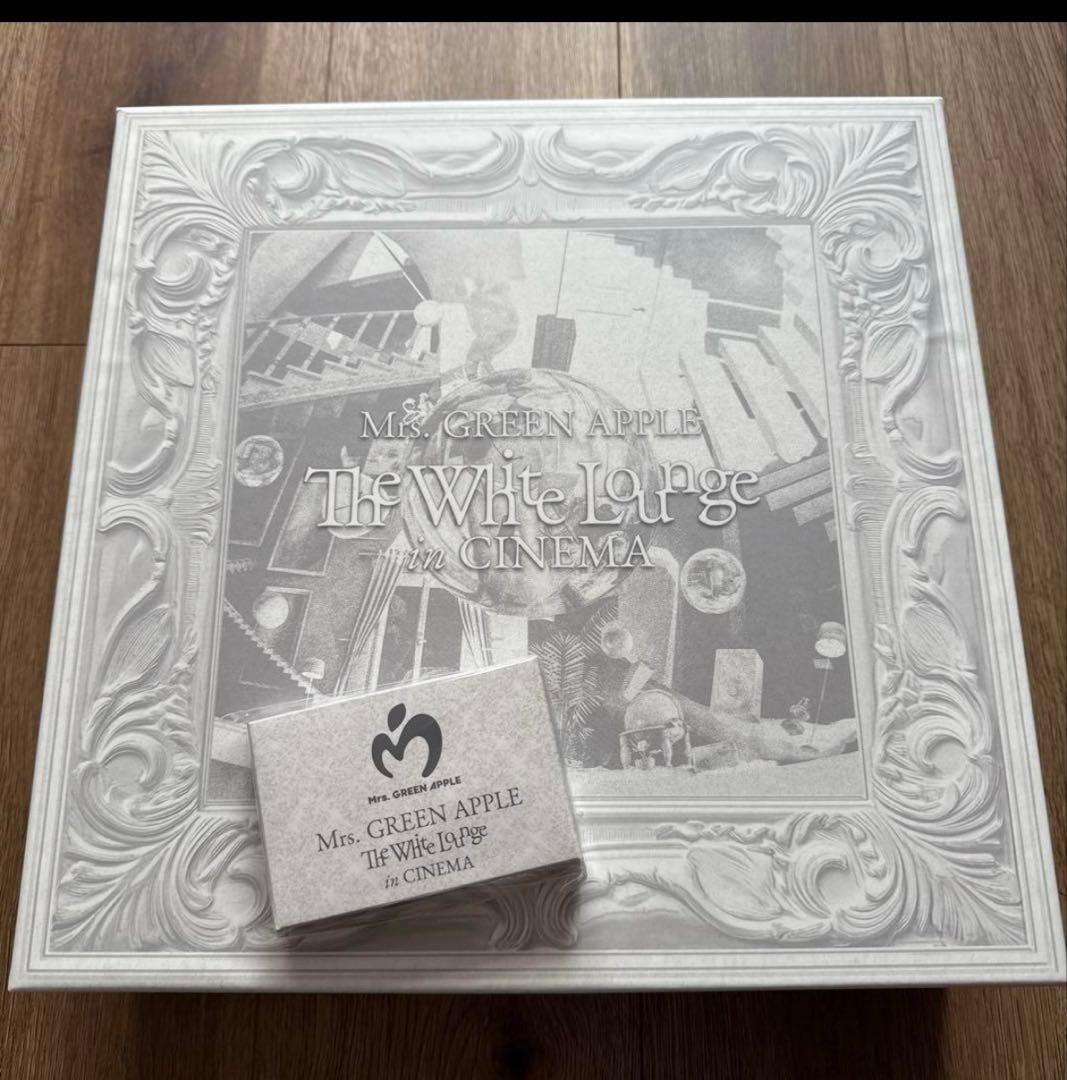 Mrs. GREEN APPLE
The White Lounge
in CINEMA
Mrs. GREEN APPLE
Mrs. GREEN APPLE
The White Lounge
in CINEMA